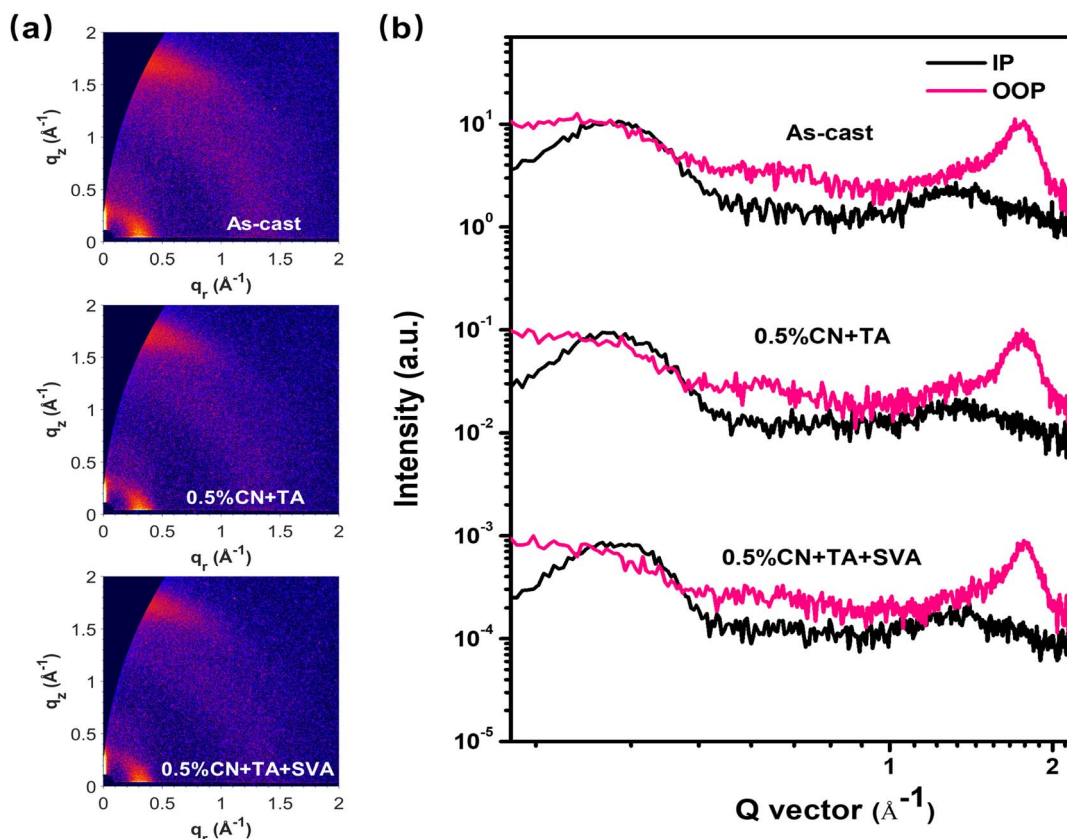 (a)
2
1.5
1
0.5
0
q_z (Å^-1)
As-cast
0 0.5 1 1.5 2
q_r (Å^-1)
2
1.5
1
0.5
0
q_z (Å^-1)
0.5%CN+TA
0 0.5 1 1.5 2
q_r (Å^-1)
2
1.5
1
0.5
0
q_z (Å^-1)
0.5%CN+TA+SVA
0 0.5 1 1.5 2
q_r (Å^-1)
(b)
IP
OOP
Intensity (a.u.)
10^1
10^0
10^-1
10^-2
10^-3
10^-4
10^-5
As-cast
0.5%CN+TA
0.5%CN+TA+SVA
1 2
Q vector (Å^-1)